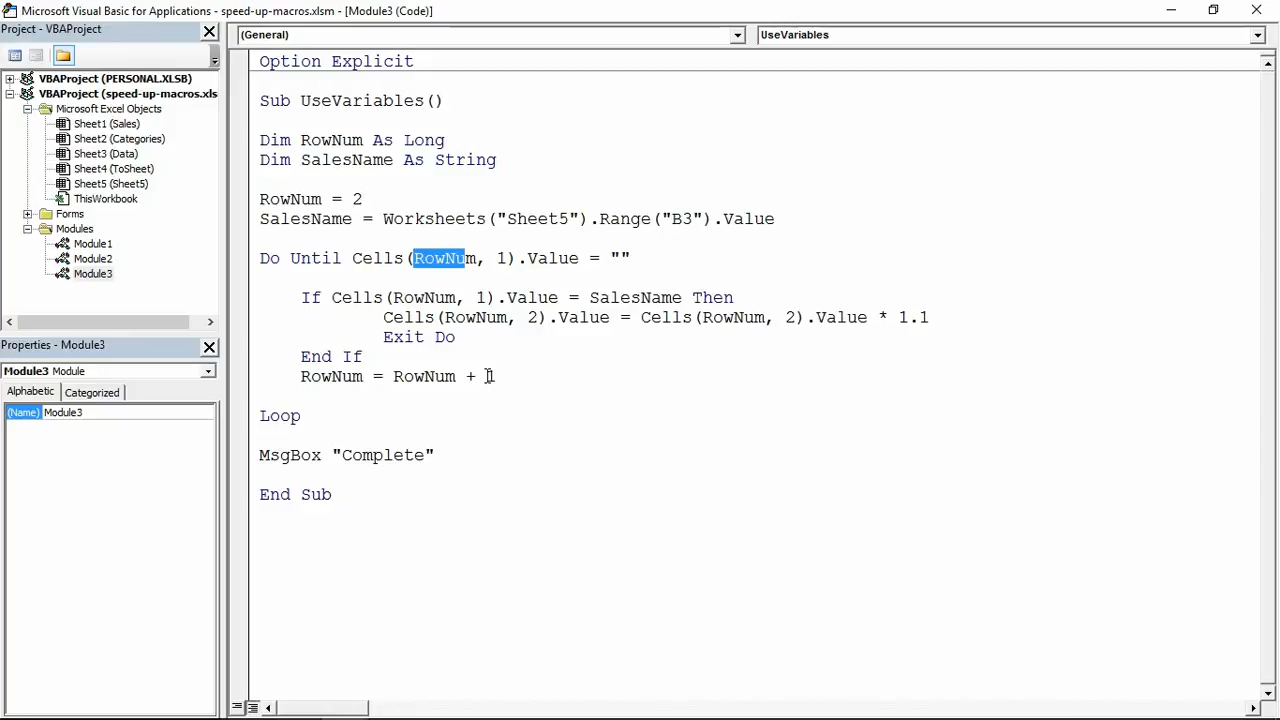 Microsoft Visual Basic for Applications - speed-up-macros.xlsm - [Module3 (Code)]
Project - VBAProject
VBAProject (PERSONAL.XLSB)
VBAProject (speed-up-macros.xls
Microsoft Excel Objects
Sheet1 (Sales)
Sheet2 (Categories)
Sheet3 (Data)
Sheet4 (ToSheet)
Sheet5 (Sheet5)
ThisWorkbook
Forms
Modules
Module1
Module2
Module3
Properties - Module3
Module3 Module
Alphabetic Categorized
(Name) Module3
(General) UseVariables
Option Explicit
Sub UseVariables()
Dim RowNum As Long
Dim SalesName As String
RowNum = 2
SalesName = Worksheets("Sheet5").Range("B3").Value
Do Until Cells(RowNum, 1).Value = ""
If Cells(RowNum, 1).Value = SalesName Then
Cells(RowNum, 2).Value = Cells(RowNum, 2).Value * 1.1
Exit Do
End If
RowNum = RowNum + 1
Loop
MsgBox "Complete"
End Sub